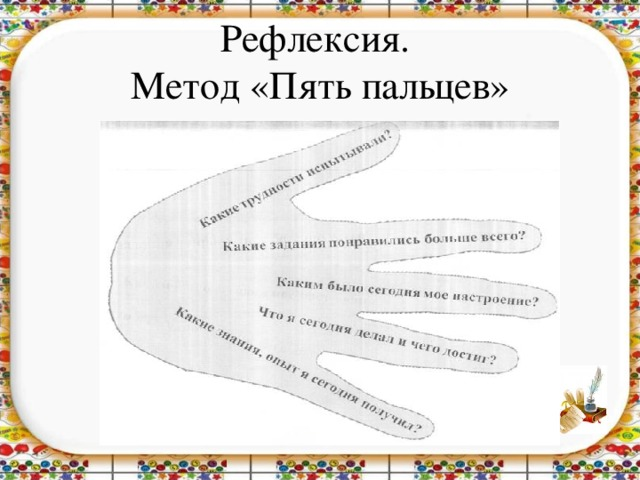 Рефлексия.
Метод «Пять пальцев»
Какие трудности испытывали?
Какие задания понравились больше всего?
Каким было сегодня мое настроение?
Что я сегодня делал и чего достиг?
Какие знания, опыт я сегодня получил?